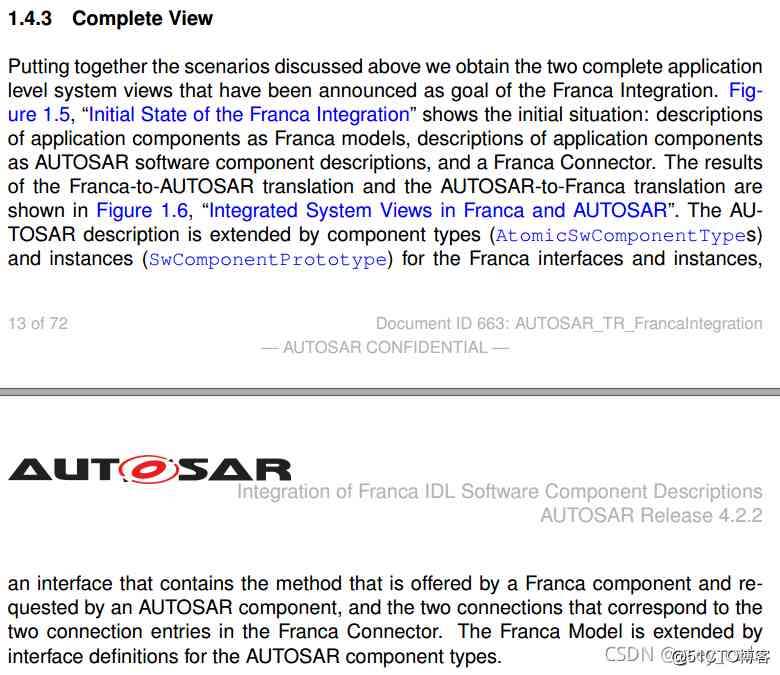 1.4.3 Complete View
Putting together the scenarios discussed above we obtain the two complete application
level system views that have been announced as goal of the Franca Integration. Fig-
ure 1.5, “Initial State of the Franca Integration” shows the initial situation: descriptions
of application components as Franca models, descriptions of application components
as AUTOSAR software component descriptions, and a Franca Connector. The results
of the Franca-to-AUTOSAR translation and the AUTOSAR-to-Franca translation are
shown in Figure 1.6, “Integrated System Views in Franca and AUTOSAR”. The AU-
TOSAR description is extended by component types (AtomicSwComponentTypes)
and instances (SwComponentPrototype) for the Franca interfaces and instances,
13 of 72 Document ID 663: AUTOSAR_TR_FrancaIntegration
— AUTOSAR CONFIDENTIAL —
AUTOSAR
Integration of Franca IDL Software Component Descriptions
AUTOSAR Release 4.2.2
an interface that contains the method that is offered by a Franca component and re-
quested by an AUTOSAR component, and the two connections that correspond to the
two connection entries in the Franca Connector. The Franca Model is extended by
interface definitions for the AUTOSAR component types.
CSDN
@51CTO博客